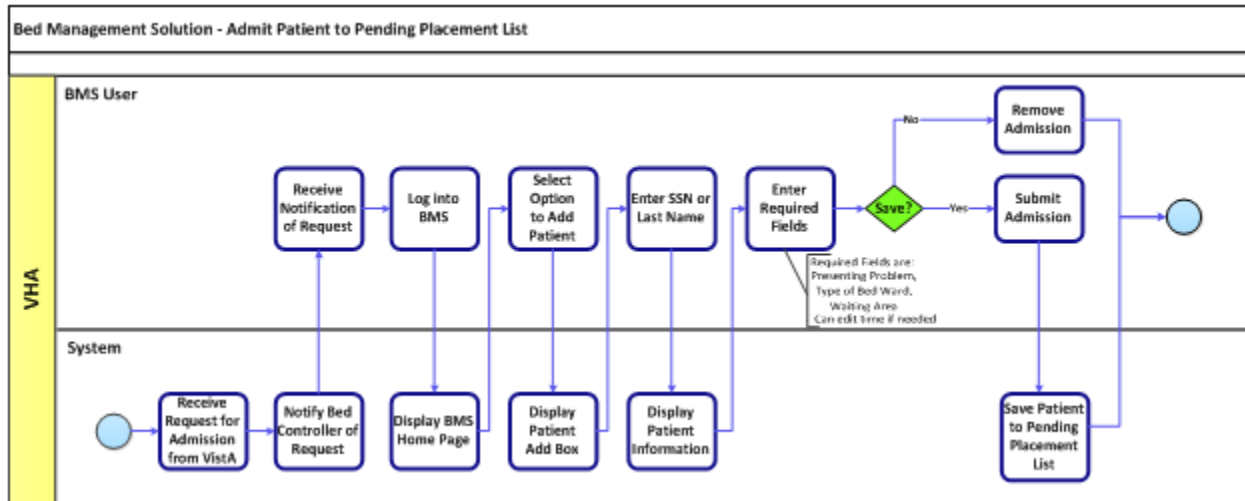 Bed Management Solution - Admit Patient to Pending Placement List
VHA
BMS User
Receive
Notification
of Request
Log into
BMS
Select
Option
to Add
Patient
Enter SSN or
Last Name
Enter
Required
Fields
Save?
No
Yes
Remove
Admission
Submit
Admission
Required Fields are:
Presenting Problem,
Type of Bed Ward,
Waiting Area
Can edit time if needed
System
Receive
Request for
Admission
from VistA
Notify Bed
Controller of
Request
Display BMS
Home Page
Display
Patient
Add Box
Display
Patient
Information
Save Patient
to Pending
Placement
List